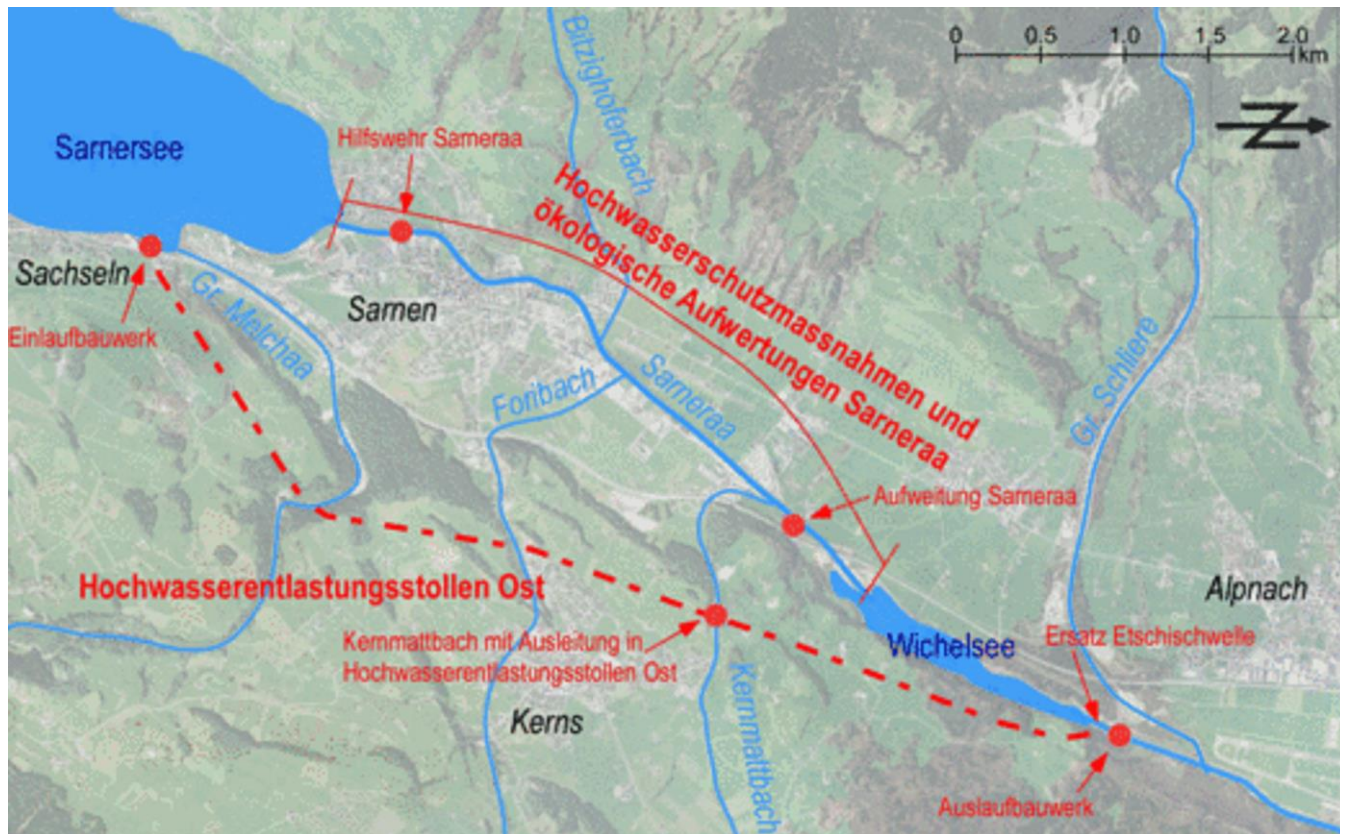 0 0.5 1.0 1.5 2.0
km
Bitzighoferbach
Hilfswehr Sarneraa
Sarnersee
Hochwasserschutzmassnahmen und
ökologische Aufwertungen Sarneraa
Sachseln
Gr. Melchaa
Sarnen
Einlaufbauwerk
Foribach
Sarneraa
Gr. Schliere
Aufweitung Sarneraa
Hochwasserentlastungsstollen Ost
Alpnach
Kernmattbach mit Ausleitung in
Hochwasserentlastungsstollen Ost
Wichelsee
Ersatz Etschischwelle
Kerns
Kernmattbach
Auslaufbauwerk